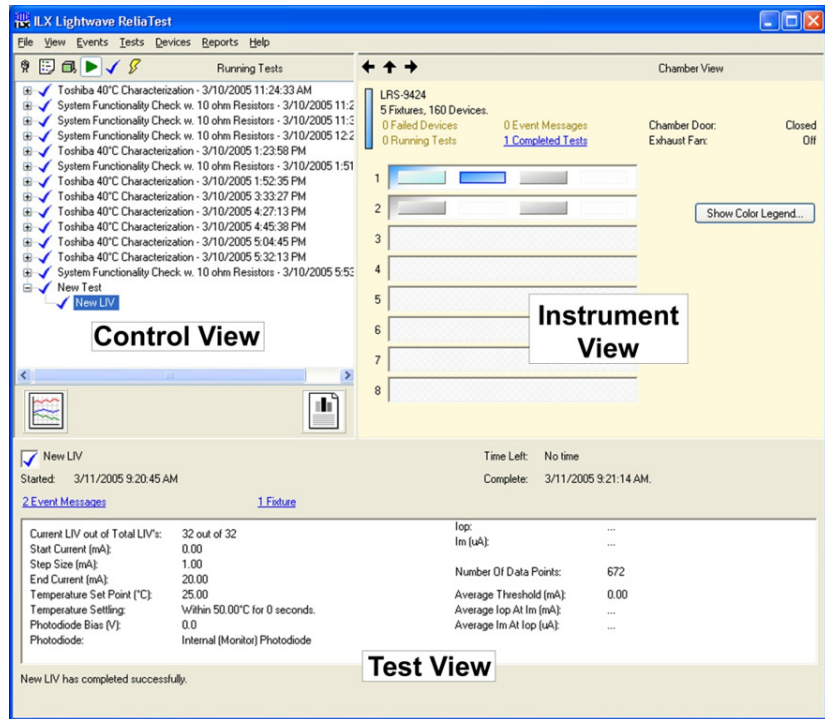 ILX Lightwave ReliaTest
File View Events Tests Devices Reports Help
Running Tests
Toshiba 40°C Characterization - 3/10/2005 11:24:33 AM
System Functionality Check w. 10 ohm Resistors - 3/10/2005 11:2
System Functionality Check w. 10 ohm Resistors - 3/10/2005 11:3
System Functionality Check w. 10 ohm Resistors - 3/10/2005 12:2
Toshiba 40°C Characterization - 3/10/2005 1:23:58 PM
System Functionality Check w. 10 ohm Resistors - 3/10/2005 1:51
Toshiba 40°C Characterization - 3/10/2005 1:52:35 PM
Toshiba 40°C Characterization - 3/10/2005 3:33:27 PM
Toshiba 40°C Characterization - 3/10/2005 4:27:13 PM
Toshiba 40°C Characterization - 3/10/2005 4:45:38 PM
Toshiba 40°C Characterization - 3/10/2005 5:04:45 PM
Toshiba 40°C Characterization - 3/10/2005 5:32:13 PM
System Functionality Check w. 10 ohm Resistors - 3/10/2005 5:53
New Test
New LIV
Control View
Chamber View
LRS-9424
5 Fixtures, 160 Devices.
0 Failed Devices 0 Event Messages Chamber Door: Closed
0 Running Tests 1 Completed Tests Exhaust Fan: Off
1
2
Show Color Legend...
3
4
5
6
7
8
Instrument
View
New LIV Time Left: No time
Started: 3/11/2005 9:20:45 AM Complete: 3/11/2005 9:21:14 AM.
2 Event Messages 1 Fixture
Current LIV out of Total LIV's: 32 out of 32
Start Current (mA): 0.00
Step Size (mA): 1.00
End Current (mA): 20.00
Temperature Set Point (°C): 25.00
Temperature Settling: Within 50.00°C for 0 seconds.
Photodiode Bias (V): 0.0
Photodiode: Internal (Monitor) Photodiode
Iop: ...
Im (uA): ...
Number Of Data Points: 672
Average Threshold (mA): 0.00
Average Iop At Im (mA): ...
Average Im At Iop (uA): ...
Test View
New LIV has completed successfully.